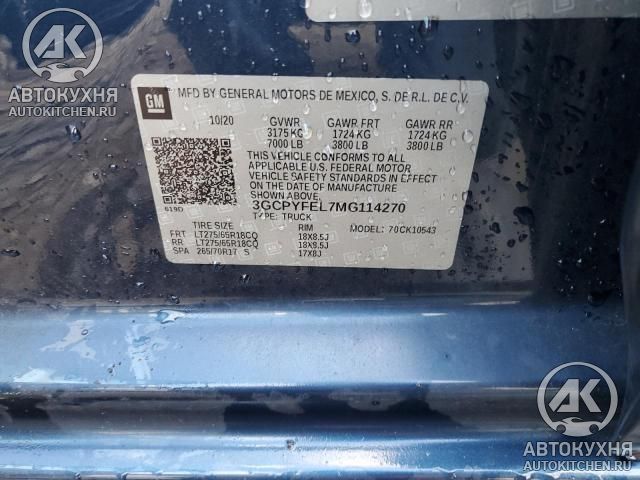 AK
АВТОКУХНЯ
AUTOKITCHEN.RU
GM
MFD BY GENERAL MOTORS DE MEXICO, S. DE R.L. DE C.V.
10/20 GVWR GAWR FRT GAWR RR
3175 KG 1724 KG 1724 KG
7000 LB 3800 LB 3800 LB
THIS VEHICLE CONFORMS TO ALL
APPLICABLE U.S. FEDERAL MOTOR
VEHICLE SAFETY STANDARDS IN
EFFECT ON THE DATE OF MANUFACTURE
SHOWN ABOVE.
3GCPYFEL7MG114270
619D TYPE: TRUCK
TIRE SIZE RIM MODEL: 70CK10543
FRT LT275/65R18CQ 18X8.5J
RR LT275/65R18CQ 18X8.5J
SPA 265/70R17 S 17X8J
AK
АВТОКУХНЯ
AUTOKITCHEN.RU